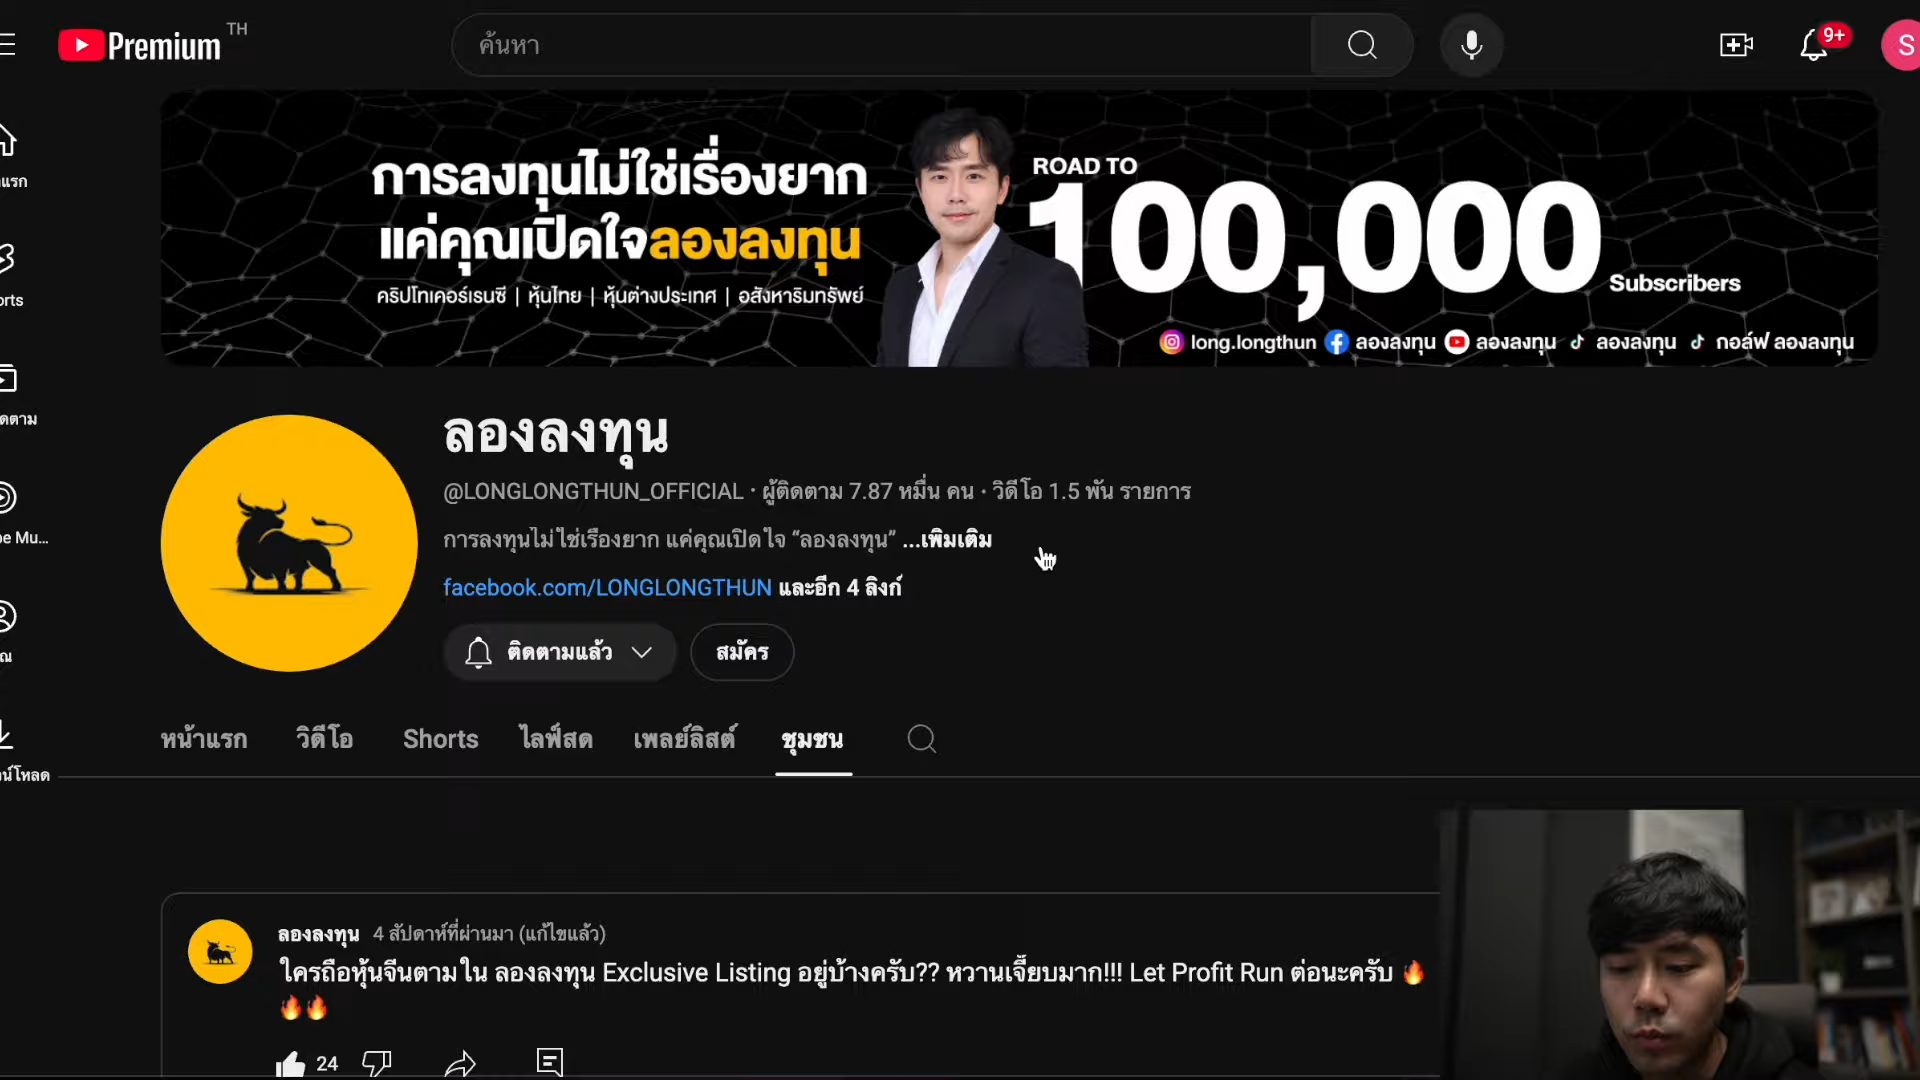 Premium TH
ค้นหา
9+
S
การลงทุนไม่ใช่เรื่องยาก
แค่คุณเปิดใจลองลงทุน
คริปโทเคอร์เรนซี | หุ้นไทย | หุ้นต่างประเทศ | อสังหาริมทรัพย์
ROAD TO
100,000
Subscribers
long.longthun ลองลงทุน ลองลงทุน ลองลงทุน กอล์ฟ ลองลงทุน
ลองลงทุน
@LONGLONGTHUN_OFFICIAL · ผู้ติดตาม 7.87 หมื่น คน · วิดีโอ 1.5 พัน รายการ
การลงทุนไม่ใช่เรื่องยาก แค่คุณเปิดใจ “ลองลงทุน” ...เพิ่มเติม
facebook.com/LONGLONGTHUN และอีก 4 ลิงก์
ติดตามแล้ว
สมัคร
หน้าแรก วิดีโอ Shorts ไลฟ์สด เพลย์ลิสต์ ชุมชน
ลองลงทุน 4 สัปดาห์ที่ผ่านมา (แก้ไขแล้ว)
ใครถือหุ้นจีนตามใน ลองลงทุน Exclusive Listing อยู่บ้างครับ?? หวานเจี๊ยบมาก!!! Let Profit Run ต่อนะครับ 🔥
🔥🔥
24